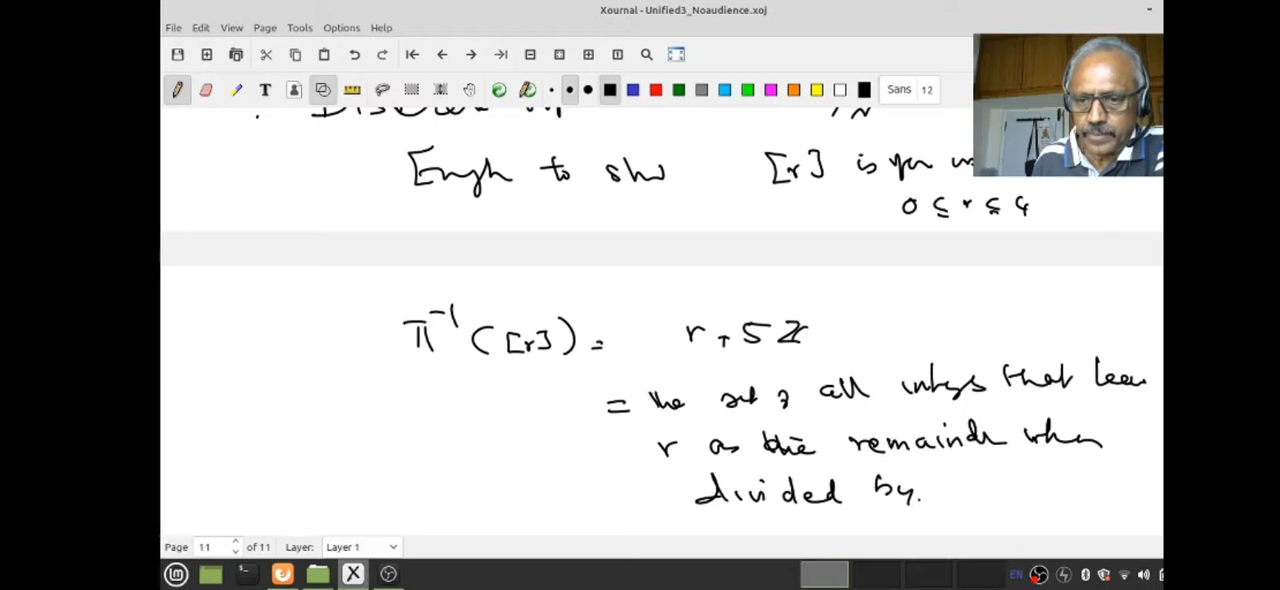 Xournal - Unified3_Noaudience.xoj
File Edit View Page Tools Options Help
Sans 12
Enough to show [r] is open
0 ≤ r ≤ 4
π⁻¹([r]) = r + 5ℤ
= the set of all integers that leave
r as the remainder when
divided by.
Page 11 of 11 Layer: Layer 1
EN